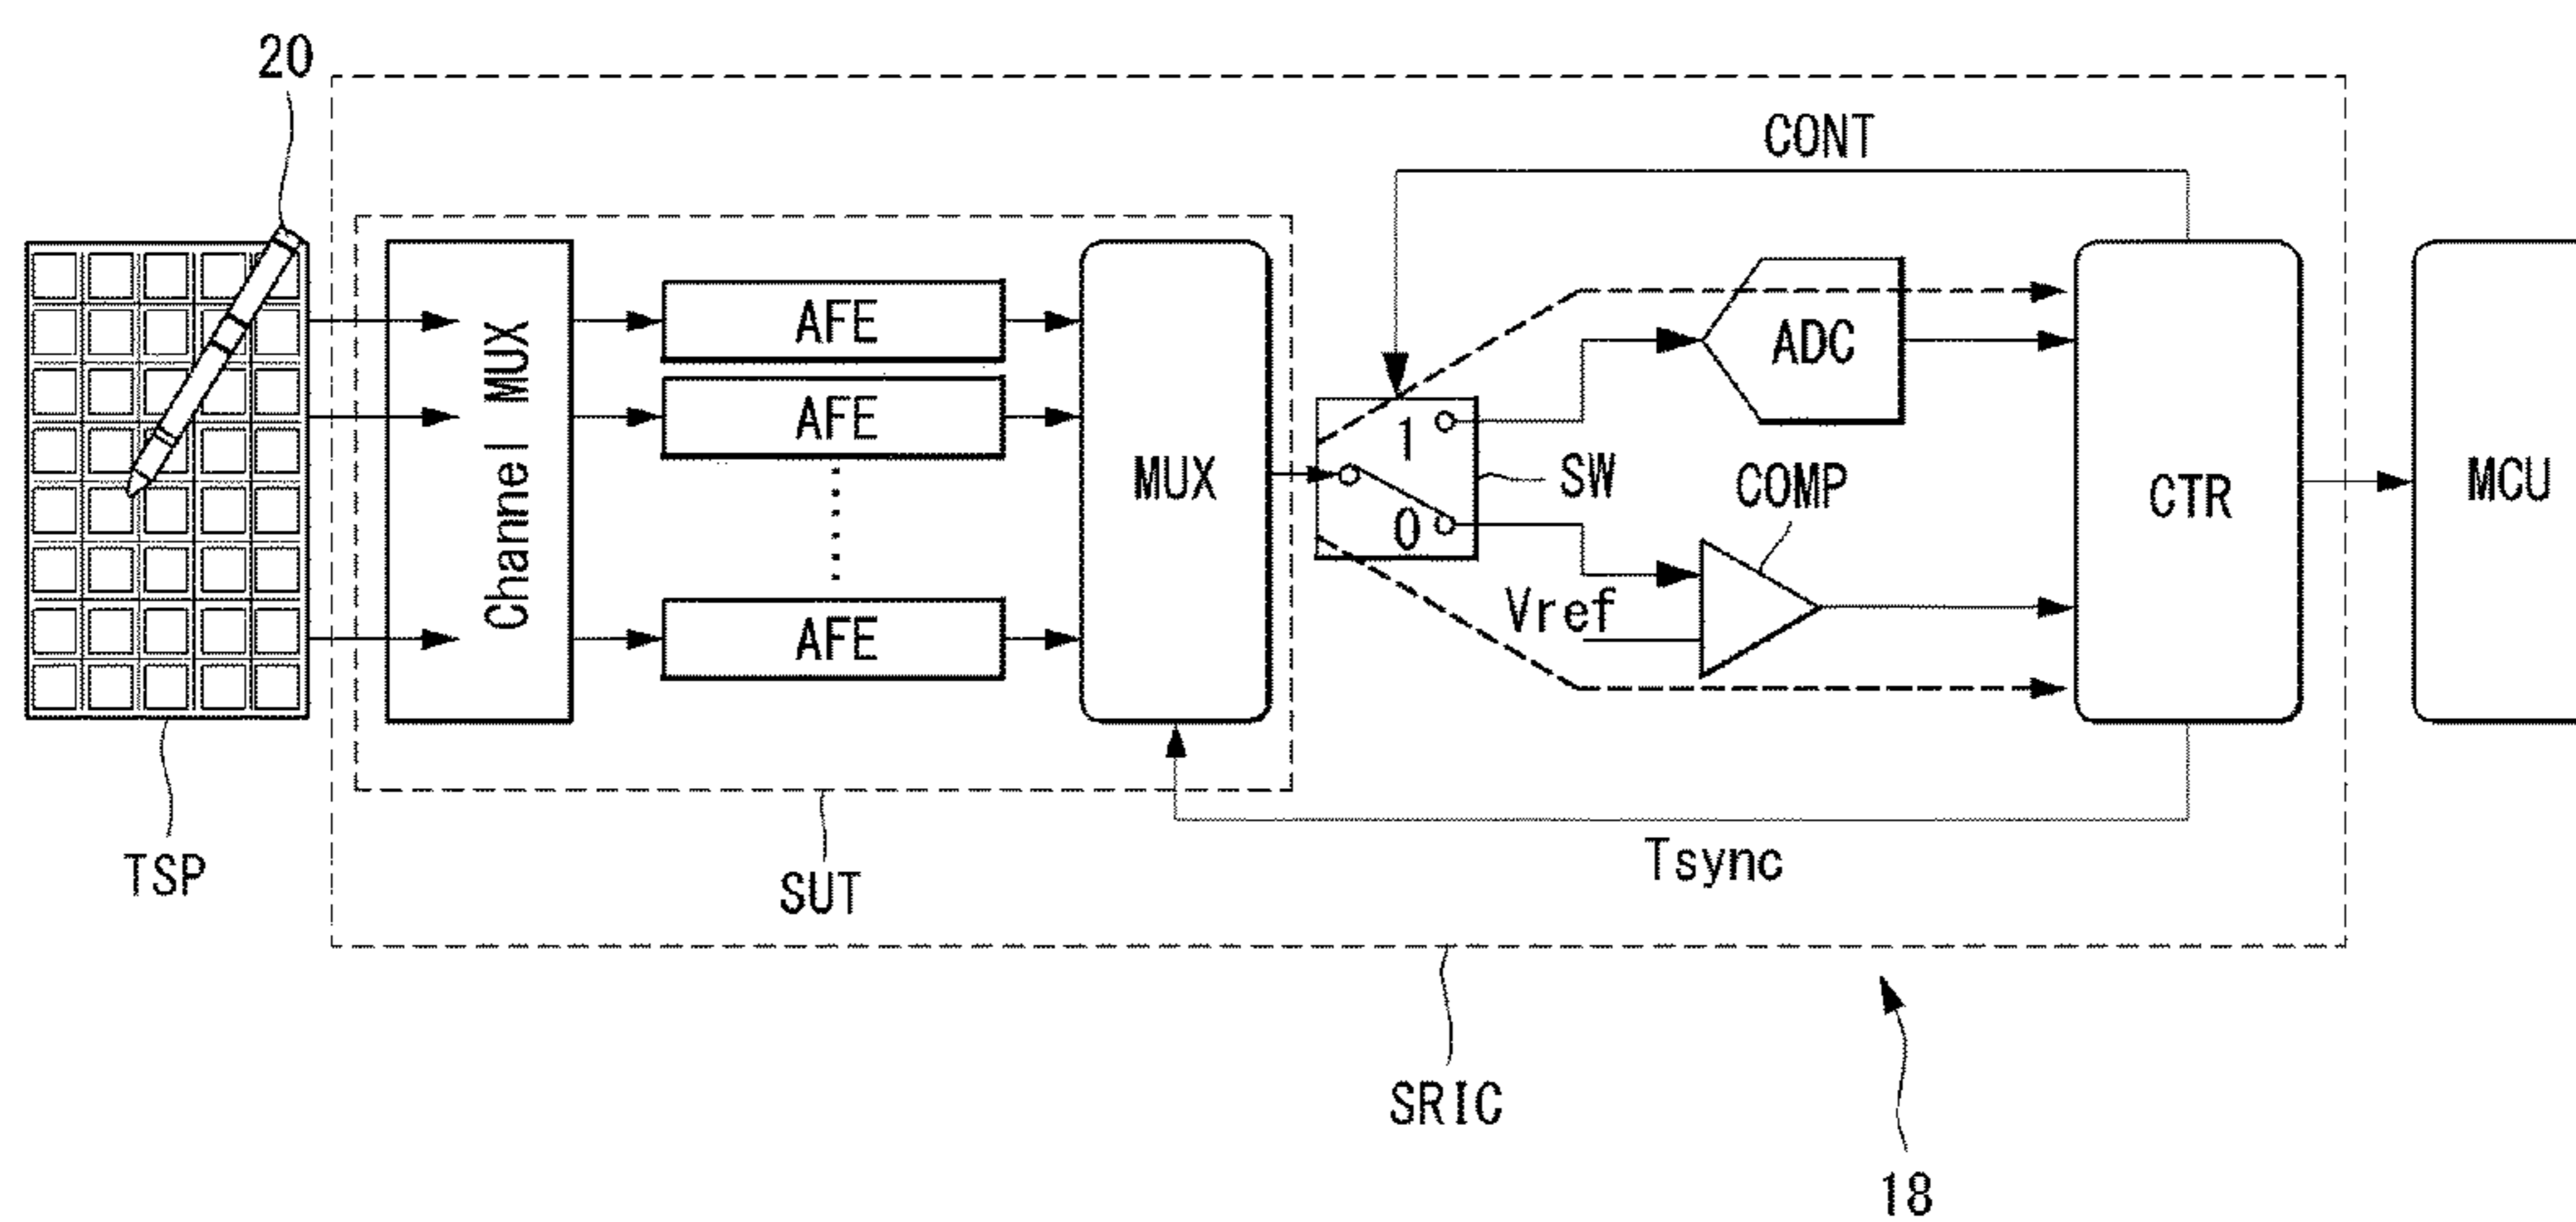 20
CONT
Channel MUX
AFE
AFE
AFE
MUX
1
0
SW
ADC
COMP
Vref
CTR
MCU
TSP
SUT
Tsync
SRIC
18